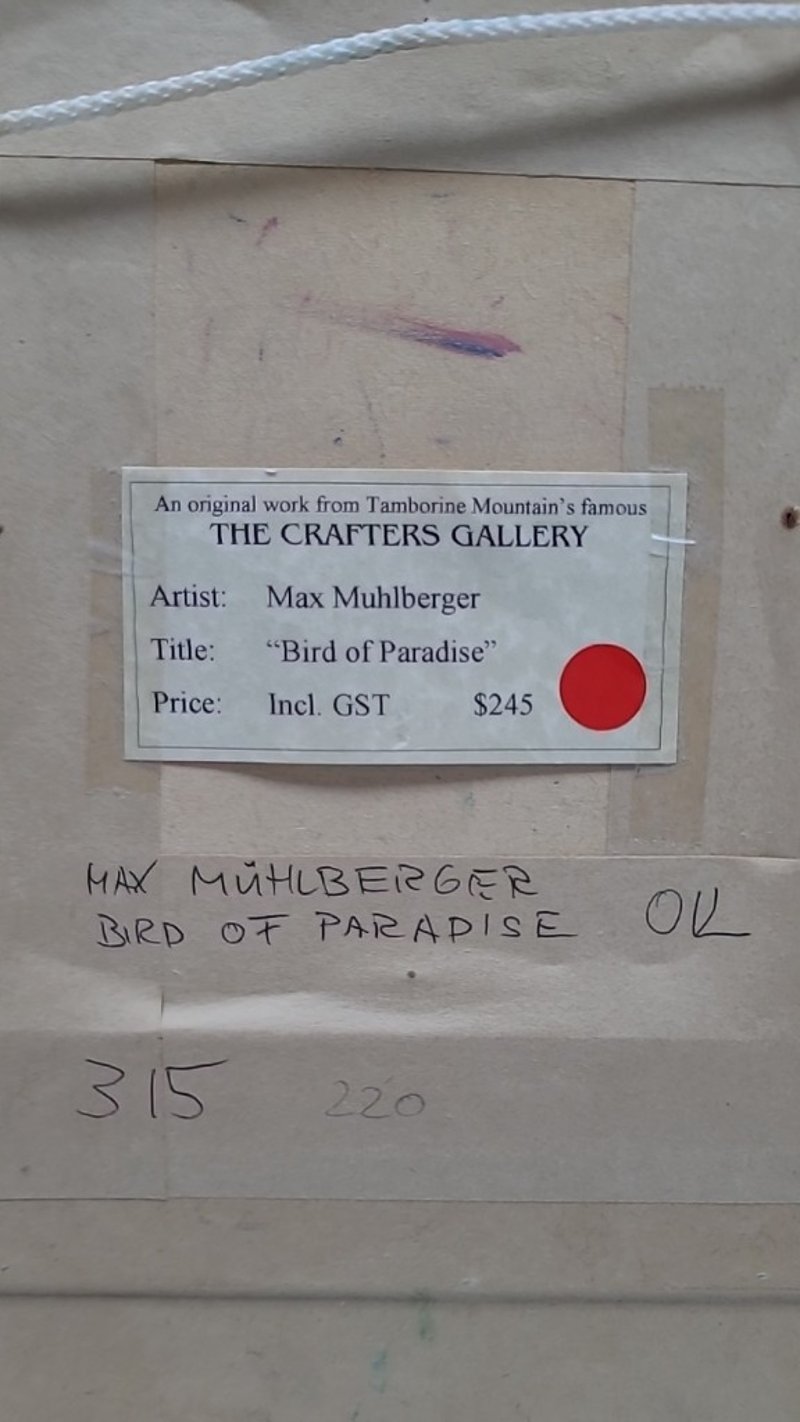 An original work from Tamborine Mountain's famous
THE CRAFTERS GALLERY
Artist: Max Muhlberger
Title: “Bird of Paradise”
Price: Incl. GST $245
MAX MÜHLBERGER
BIRD OF PARADISE OIL
315 220